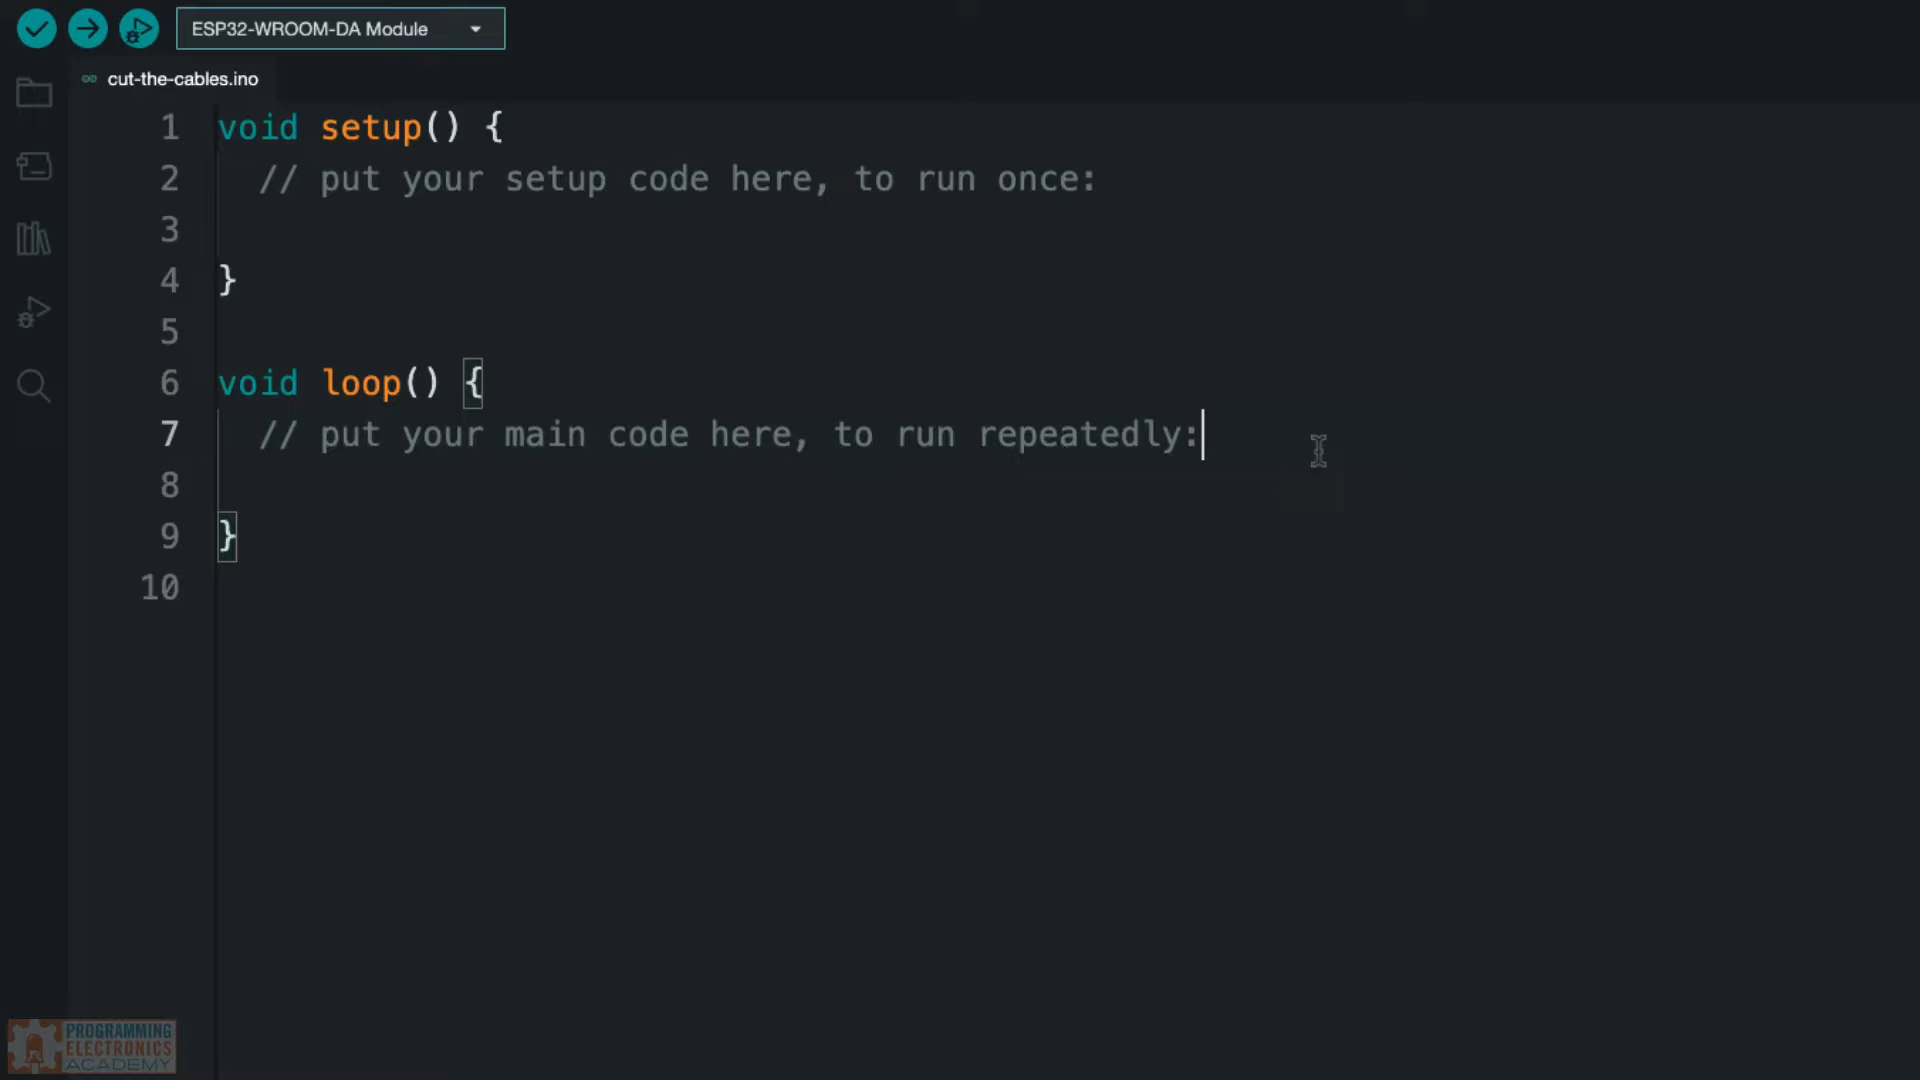 ESP32-WROOM-DA Module
cut-the-cables.ino
1 void setup() {
2 // put your setup code here, to run once:
3
4 }
5
6 void loop() {
7 // put your main code here, to run repeatedly:
8
9 }
10
PROGRAMMING
ELECTRONICS
ACADEMY